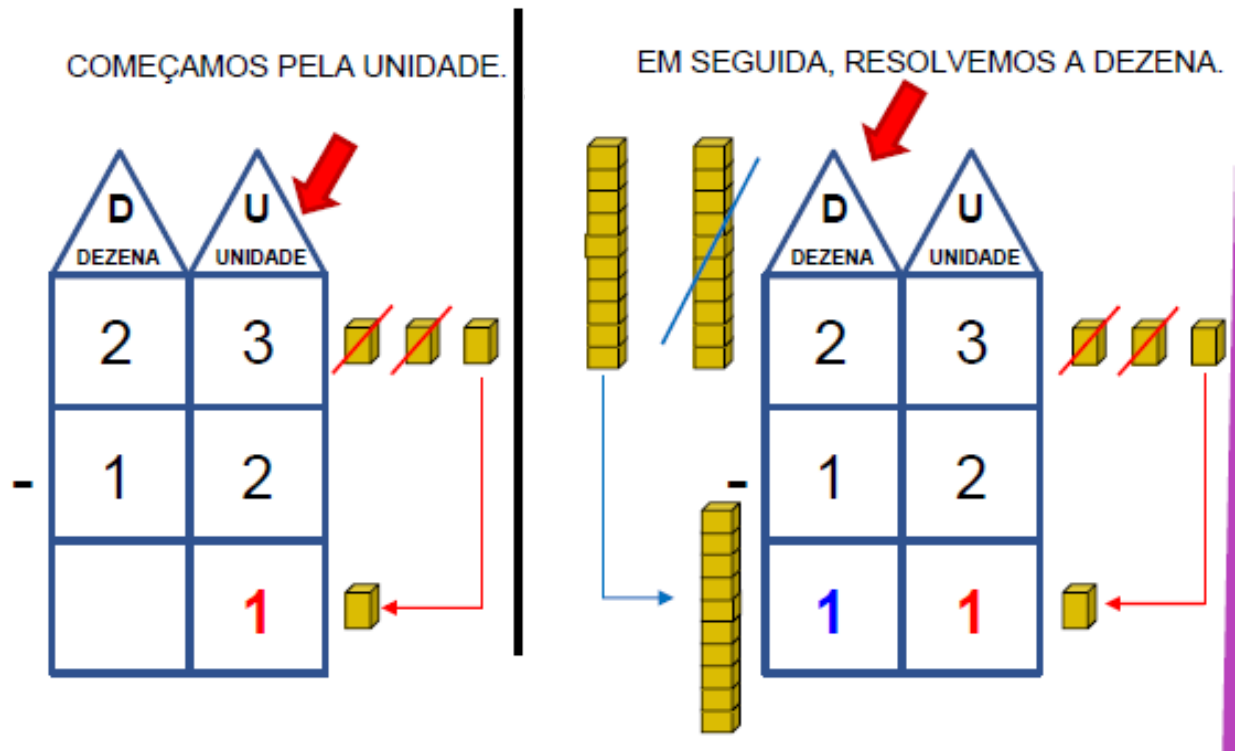 COMEÇAMOS PELA UNIDADE.
D U
DEZENA UNIDADE
2 3
- 1 2
1
EM SEGUIDA, RESOLVEMOS A DEZENA.
D U
DEZENA UNIDADE
2 3
- 1 2
1 1